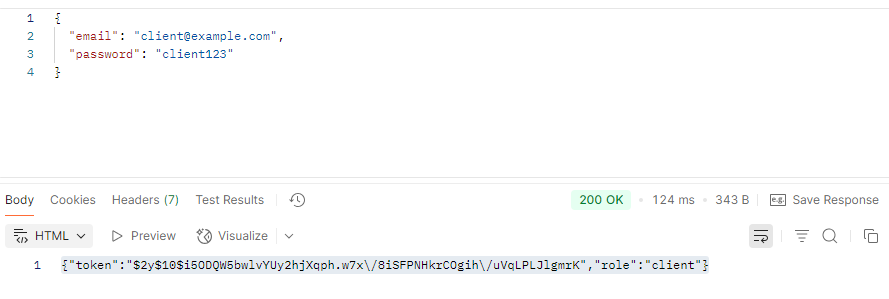 1 {
2 "email": "client@example.com",
3 "password": "client123"
4 }
Body Cookies Headers (7) Test Results 200 OK 124 ms 343 B e.g. Save Response
HTML Preview Visualize
1 {"token":"$2y$10$i5ODQW5bwlvYUy2hjXqph.w7x\/8iSFPNHkrCOgih\/uVqLPLJlgmrK","role":"client"}